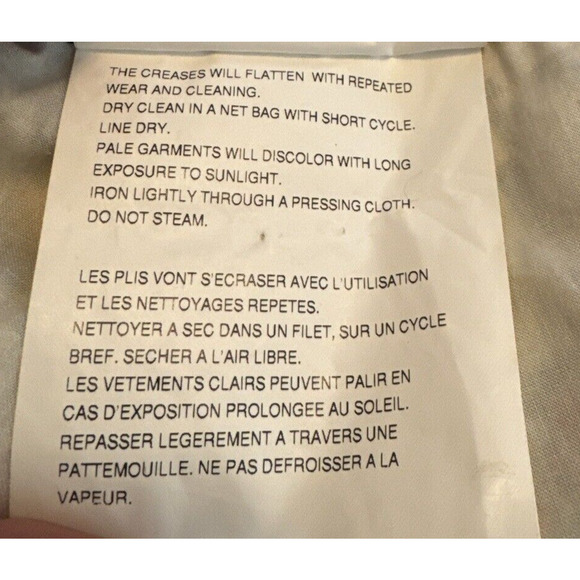 THE CREASES WILL FLATTEN WITH REPEATED
WEAR AND CLEANING.
DRY CLEAN IN A NET BAG WITH SHORT CYCLE.
LINE DRY.
PALE GARMENTS WILL DISCOLOR WITH LONG
EXPOSURE TO SUNLIGHT.
IRON LIGHTLY THROUGH A PRESSING CLOTH.
DO NOT STEAM.
LES PLIS VONT S'ECRASER AVEC L'UTILISATION
ET LES NETTOYAGES REPETES.
NETTOYER A SEC DANS UN FILET, SUR UN CYCLE
BREF. SECHER A L'AIR LIBRE.
LES VETEMENTS CLAIRS PEUVENT PALIR EN
CAS D'EXPOSITION PROLONGEE AU SOLEIL.
REPASSER LEGEREMENT A TRAVERS UNE
PATTEMOUILLE. NE PAS DEFROISSER A LA
VAPEUR.